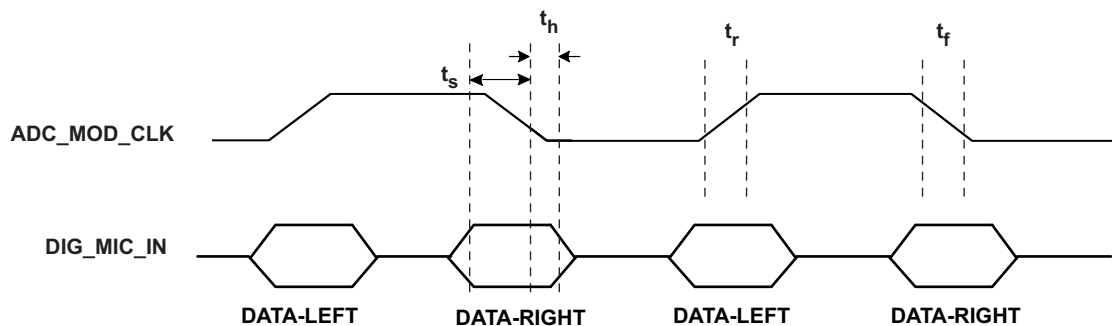 t_h
t_r
t_f
t_s
ADC_MOD_CLK
DIG_MIC_IN
DATA-LEFT DATA-RIGHT DATA-LEFT DATA-RIGHT